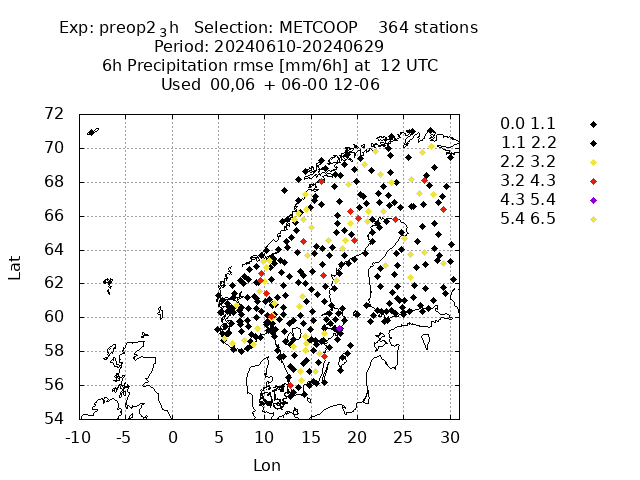 Exp: preop2₃h Selection: METCOOP 364 stations
Period: 20240610-20240629
6h Precipitation rmse [mm/6h] at 12 UTC
Used 00,06 + 06-00 12-06
72
70
68
66
64
62
60
58
56
54
Lat
-10 -5 0 5 10 15 20 25 30
Lon
0.0 1.1
1.1 2.2
2.2 3.2
3.2 4.3
4.3 5.4
5.4 6.5